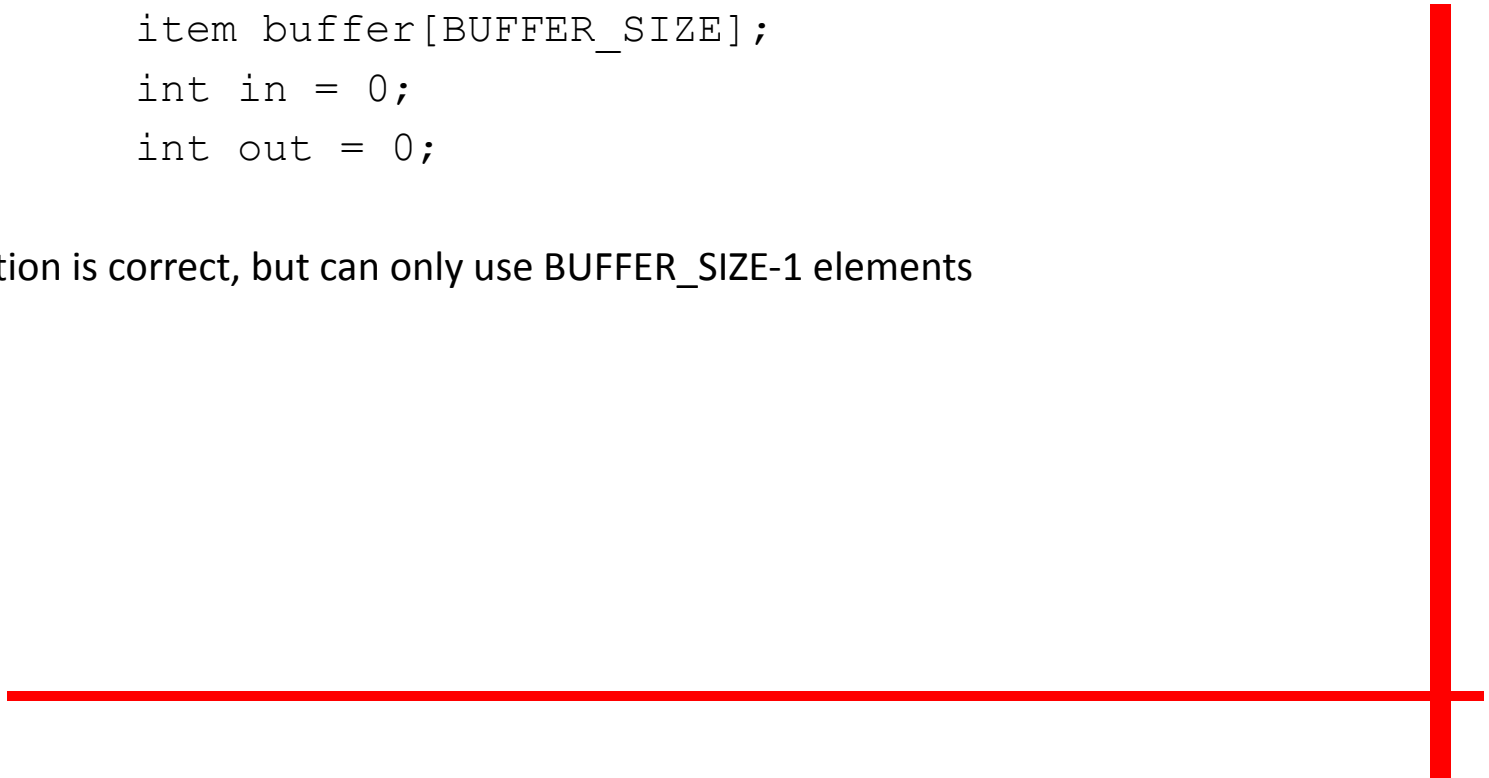 item buffer[BUFFER_SIZE];
int in = 0;
int out = 0;
tion is correct, but can only use BUFFER_SIZE-1 elements